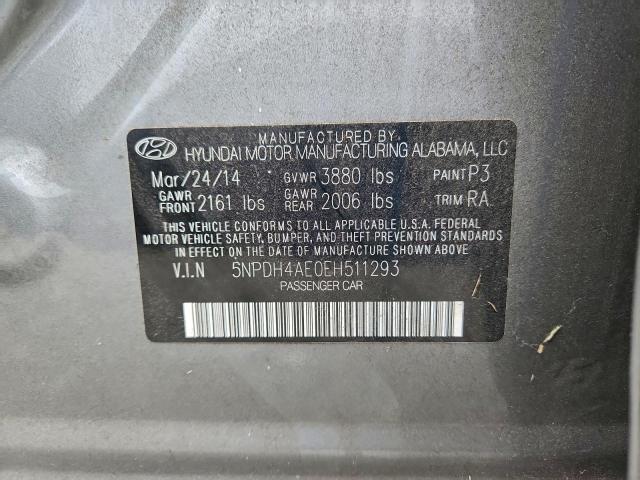 MANUFACTURED BY
HYUNDAI MOTOR MANUFACTURING ALABAMA, LLC
Mar/24/14 GVWR 3880 lbs PAINT P3
GAWR FRONT 2161 lbs GAWR REAR 2006 lbs TRIM RA
THIS VEHICLE CONFORMS TO ALL APPLICABLE U.S.A. FEDERAL
MOTOR VEHICLE SAFETY, BUMPER, AND THEFT PREVENTION STANDARDS
IN EFFECT ON THE DATE OF MANUFACTURE SHOWN ABOVE.
V.I.N 5NPDH4AE0EH511293
PASSENGER CAR